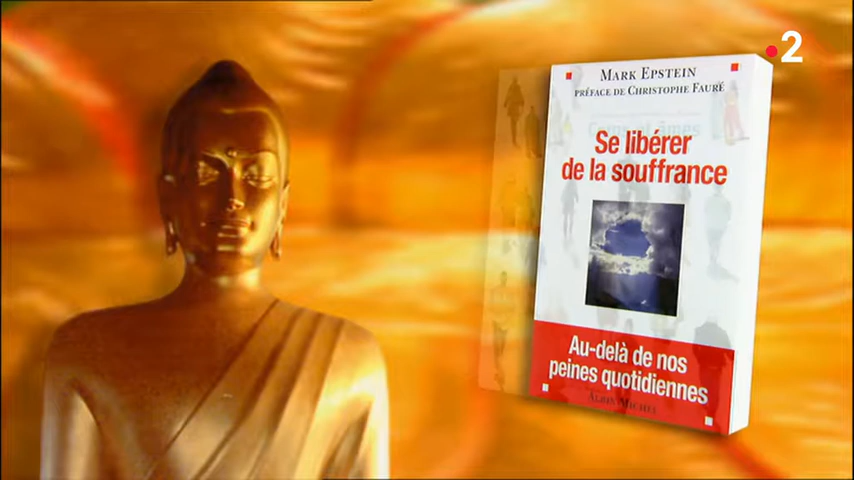 2
MARK EPSTEIN
PRÉFACE DE CHRISTOPHE FAURÉ
Se libérer
de la souffrance
Au-delà de nos
peines quotidiennes
ALBIN MICHEL